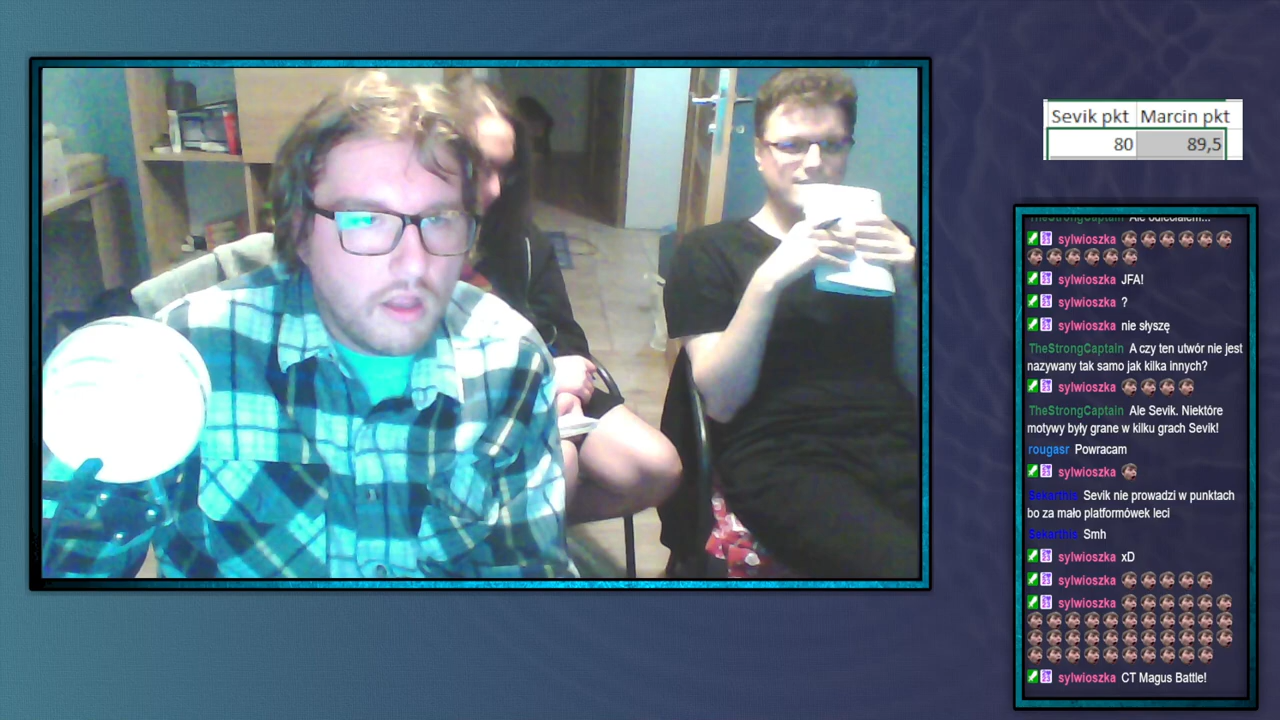 Sevik pkt Marcin pkt
80 89,5
TheStrongCaptain Ale odleciałem...
sylwioszka
sylwioszka JFA!
sylwioszka ?
sylwioszka nie słyszę
TheStrongCaptain A czy ten utwór nie jest
nazywany tak samo jak kilka innych?
sylwioszka
TheStrongCaptain Ale Sevik. Niektóre
motywy były grane w kilku grach Sevik!
rougasr Powracam
sylwioszka
Sekarthis Sevik nie prowadzi w punktach
bo za mało platformówek leci
Sekarthis Smh
sylwioszka xD
sylwioszka
sylwioszka
sylwioszka CT Magus Battle!